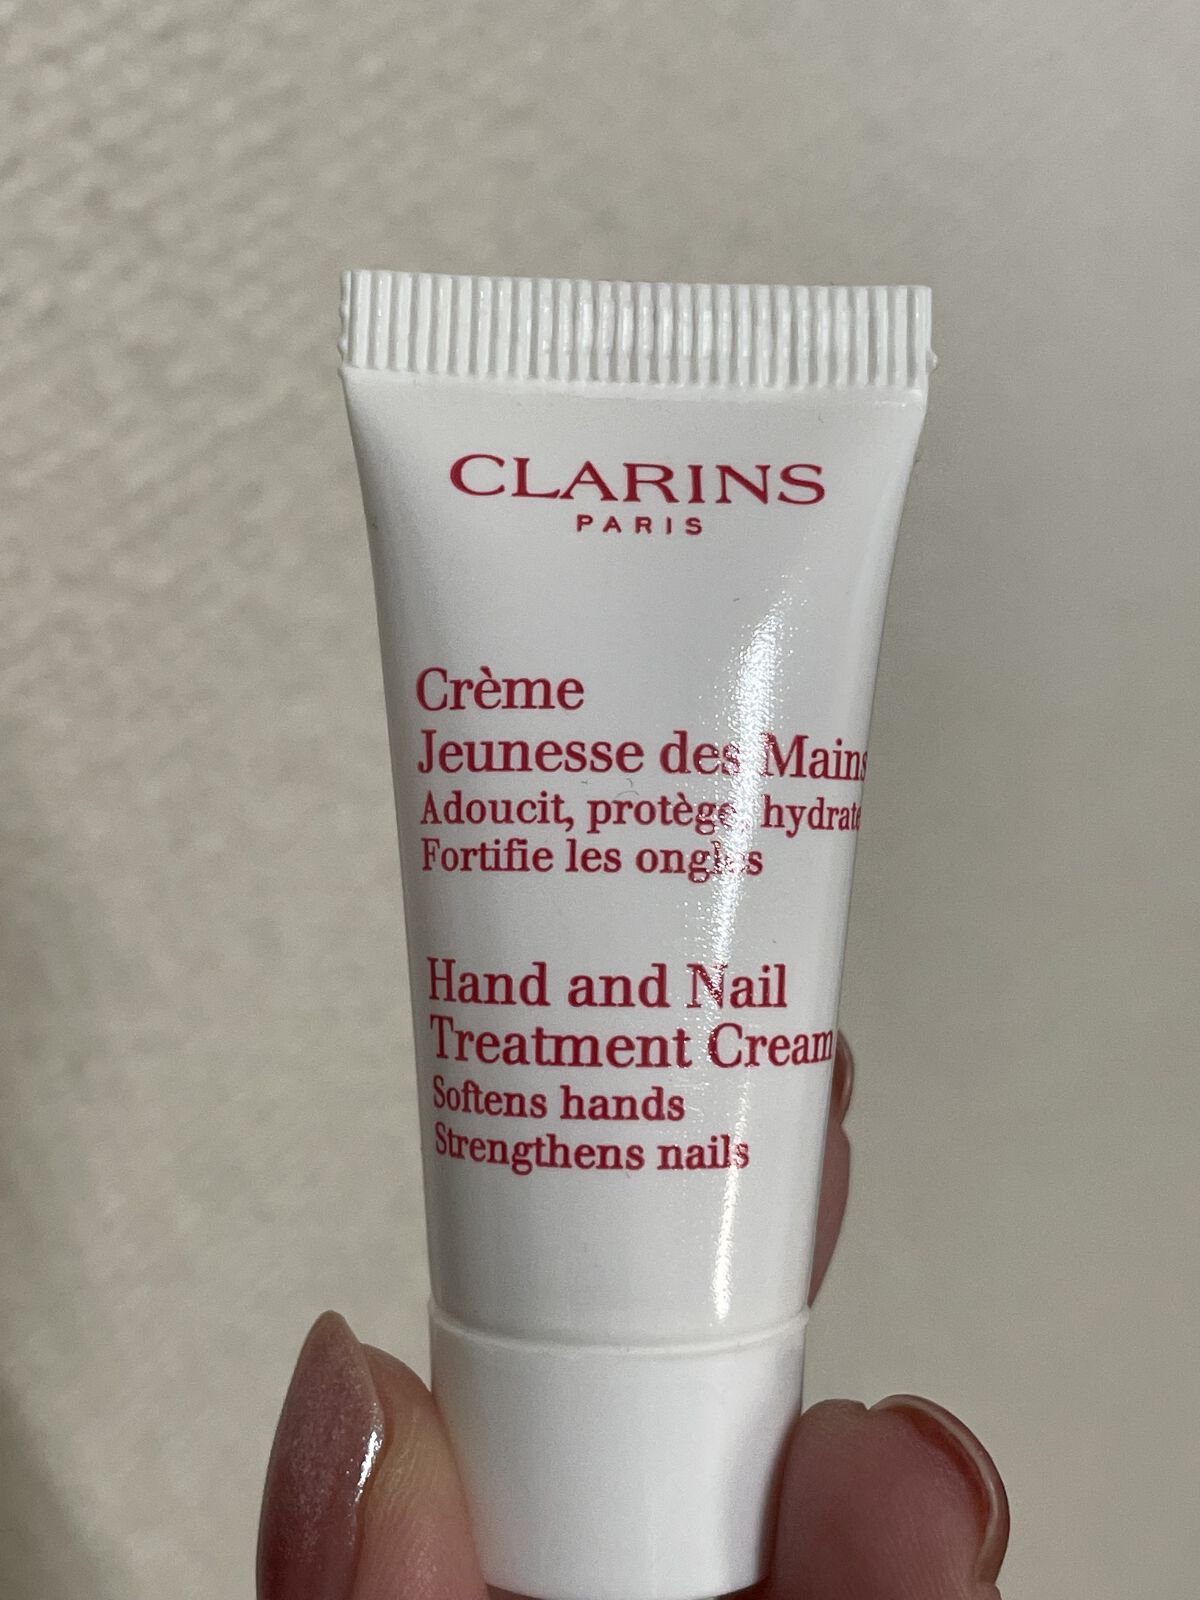 CLARINS
PARIS
Crème
Jeunesse des Mains
Adoucit, protège, hydrate
Fortifie les ongles
Hand and Nail
Treatment Cream
Softens hands
Strengthens nails